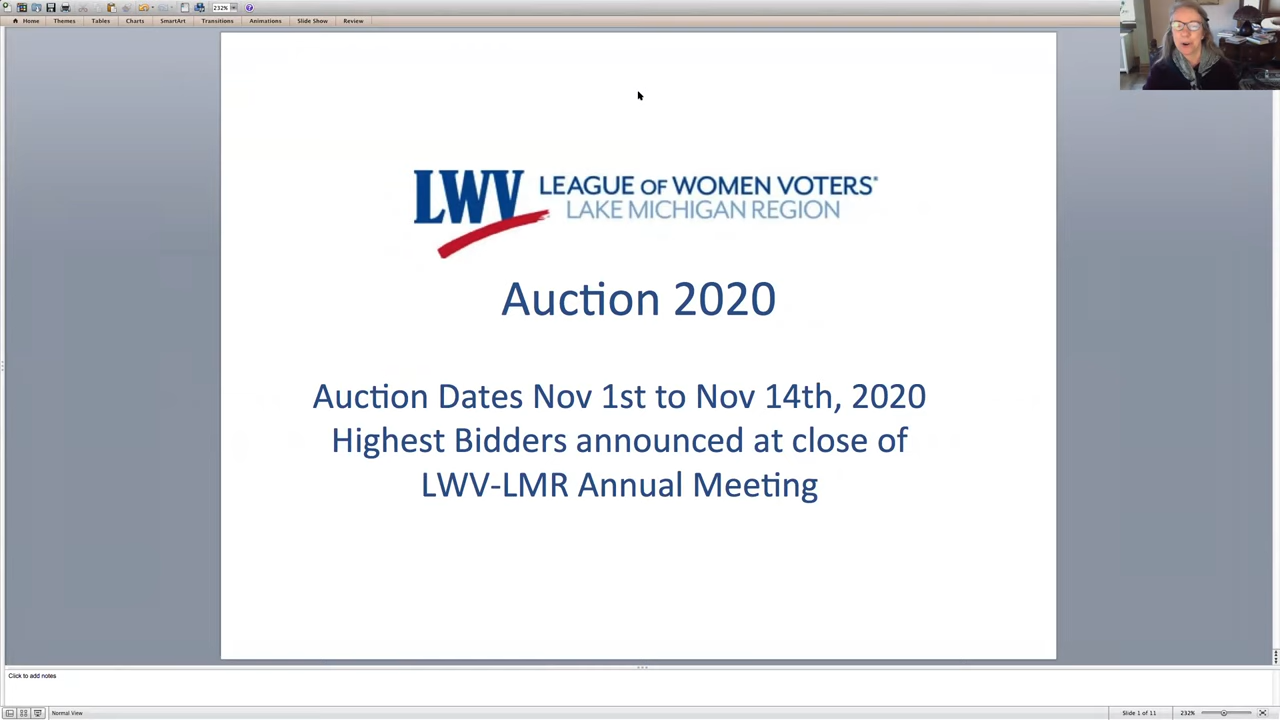 232%
Home Themes Tables Charts SmartArt Transitions Animations Slide Show Review
LWV LEAGUE OF WOMEN VOTERS®
LAKE MICHIGAN REGION
Auction 2020
Auction Dates Nov 1st to Nov 14th, 2020
Highest Bidders announced at close of
LWV-LMR Annual Meeting
Click to add notes
Normal View Slide 1 of 11 232%